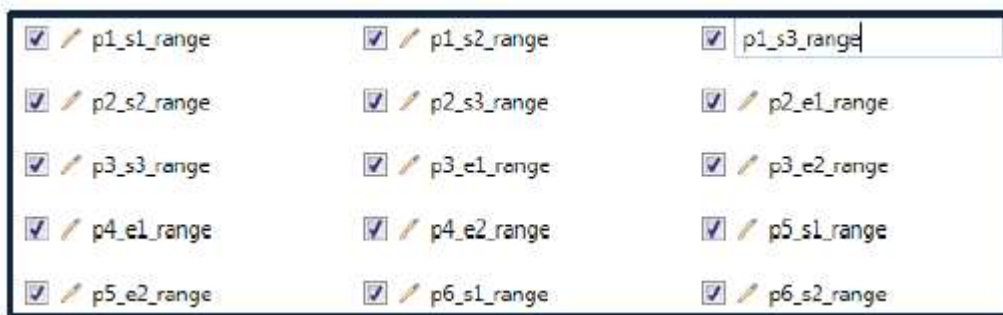 p1_s1_range p1_s2_range p1_s3_range
p2_s2_range p2_s3_range p2_e1_range
p3_s3_range p3_e1_range p3_e2_range
p4_e1_range p4_e2_range p5_s1_range
p5_e2_range p6_s1_range p6_s2_range